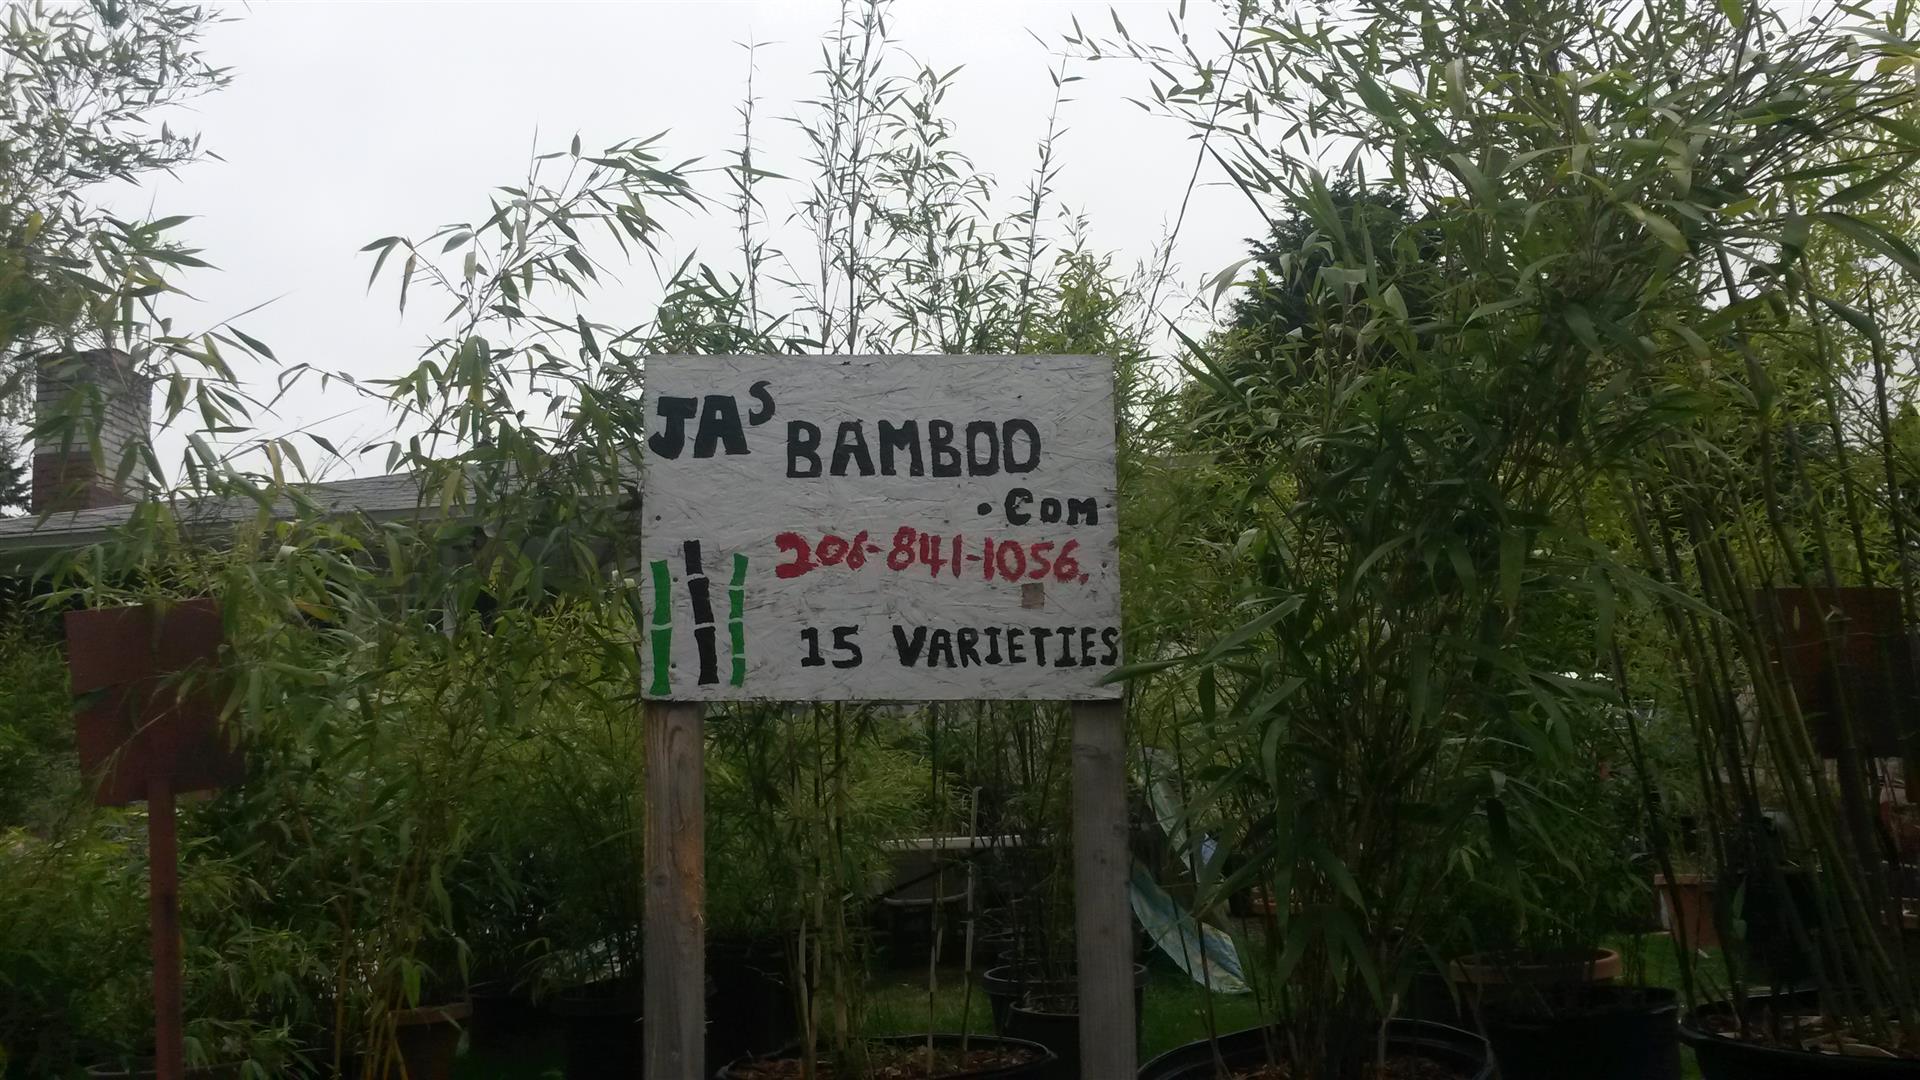 JAS BAMBOO
.Com
206-841-1056.
15 VARIETIES